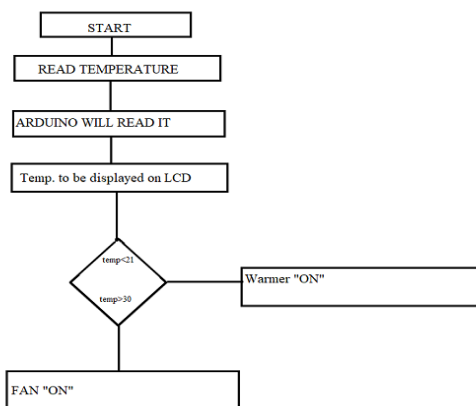 START
READ TEMPERATURE
ARDUINO WILL READ IT
Temp. to be displayed on LCD
temp<21
temp>30
Warmer "ON"
FAN "ON"